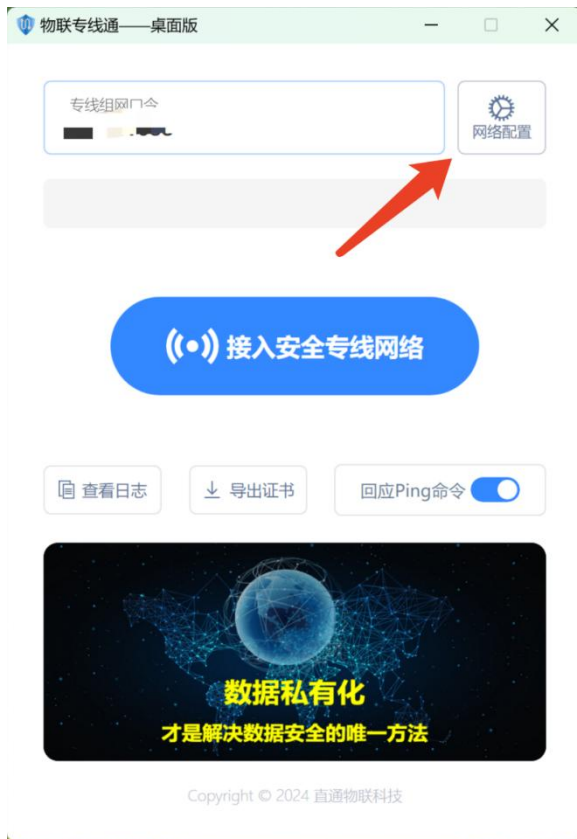 物联专线通——桌面版
专线组网口令
网络配置
接入安全专线网络
查看日志
导出证书
回应Ping命令
数据私有化
才是解决数据安全的唯一方法
Copyright © 2024 直通物联科技